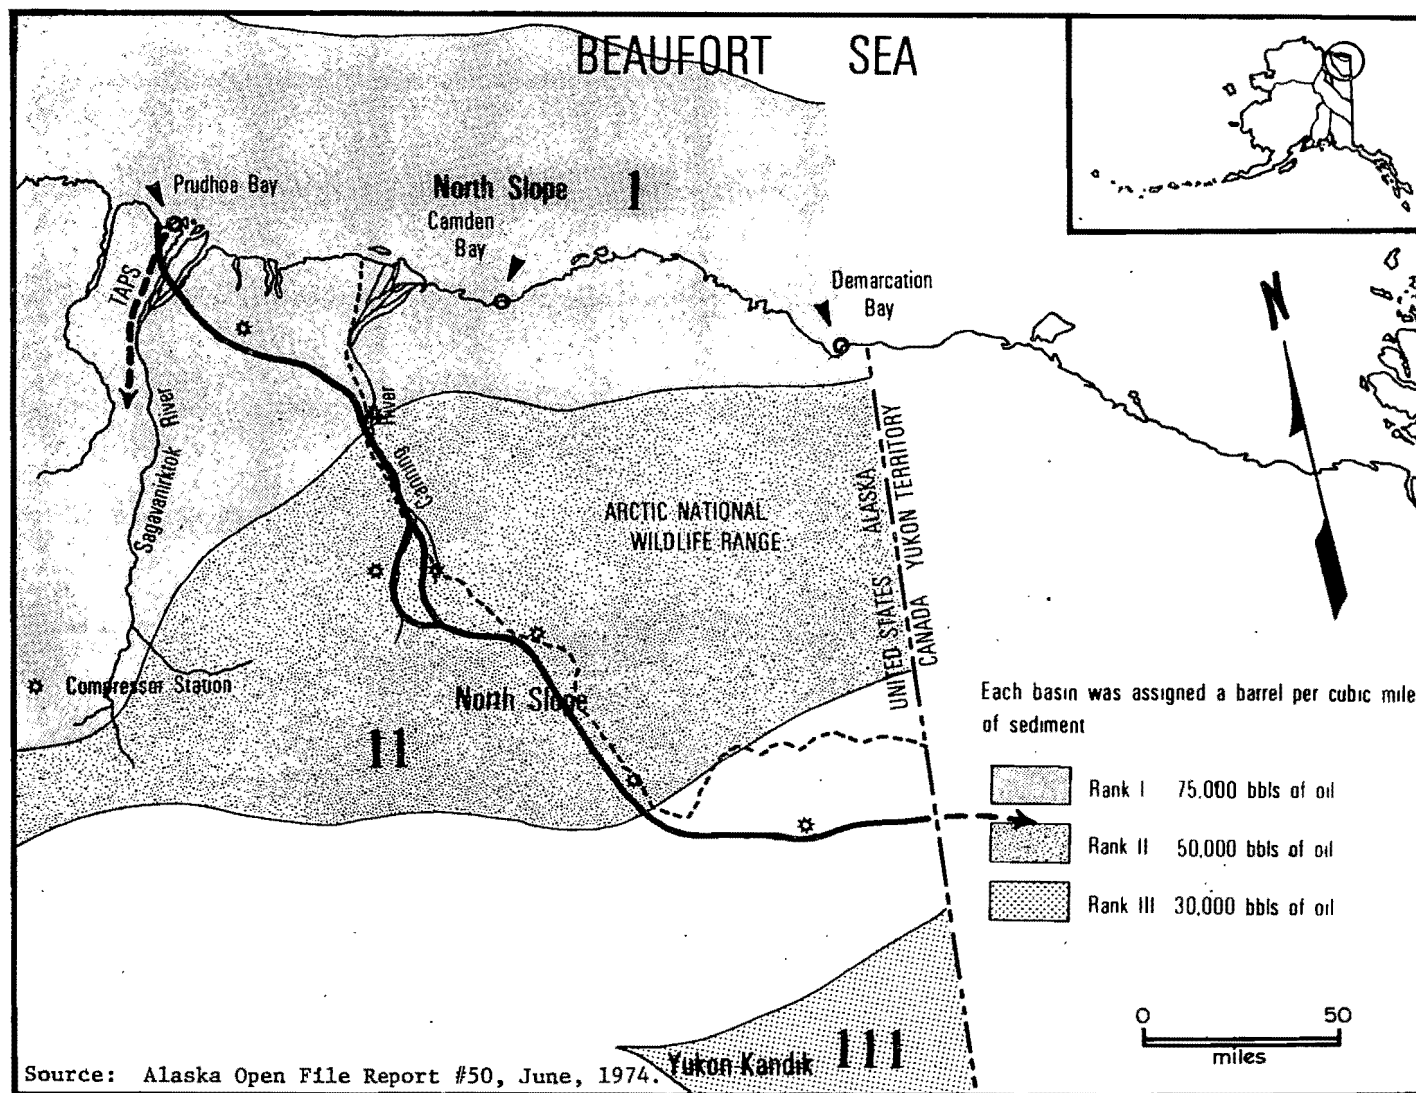 BEAUFORT SEA
Prudhoe Bay
North Slope I
Camden
Bay
Demarcation
Bay
N
TAPS
River
Sagavanirktok River
Canning
ARCTIC NATIONAL
WILDLIFE RANGE
UNITED STATES ALASKA
CANADA YUKON TERRITORY
Compressor Station
North Slope
II
Each basin was assigned a barrel per cubic mile
of sediment
Rank I 75,000 bbls of oil
Rank II 50,000 bbls of oil
Rank III 30,000 bbls of oil
0 50
miles
Yukon-Kandik III
Source: Alaska Open File Report #50, June, 1974.